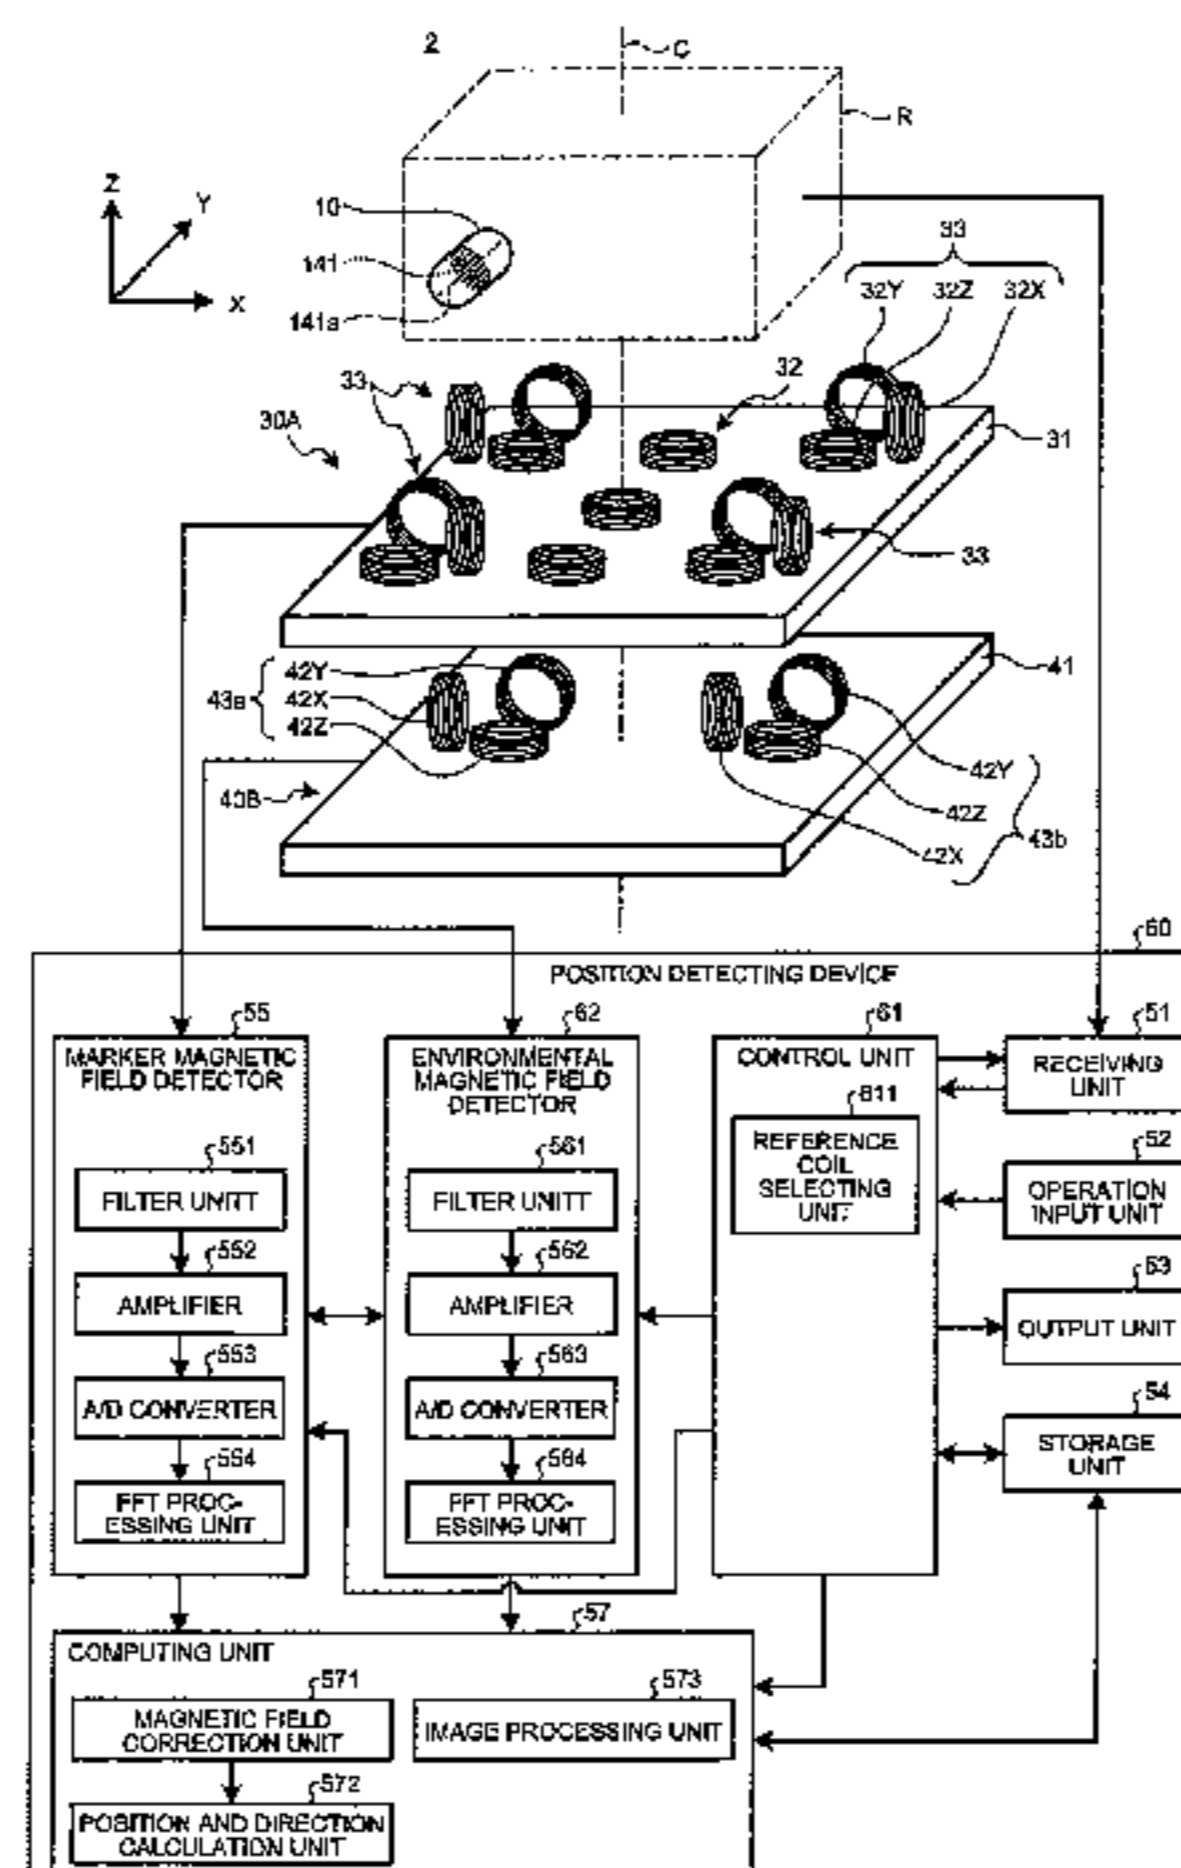 2
C
R
Z
Y
X
10
141
141a
33
32Y 32Z 32X
33
32
30A
31
33
43a
42Y
42X
42Z
41
40B
42Y
42Z
42X
43b
60
POSITION DETECTING DEVICE
55
MARKER MAGNETIC
FIELD DETECTOR
551
FILTER UNITT
552
AMPLIFIER
553
A/D CONVERTER
554
FFT PROC-
ESSING UNIT
62
ENVIRONMENTAL
MAGNETIC FIELD
DETECTOR
561
FILTER UNITT
562
AMPLIFIER
563
A/D CONVERTER
564
FFT PROC-
ESSING UNIT
61
CONTROL UNIT
611
REFERENCE
COIL
SELECTING
UNIT
51
RECEIVING
UNIT
52
OPERATION
INPUT UNIT
53
OUTPUT UNIT
54
STORAGE
UNIT
57
COMPUTING UNIT
571
MAGNETIC FIELD
CORRECTION UNIT
572
POSITION AND DIRECTION
CALCULATION UNIT
573
IMAGE PROCESSING UNIT